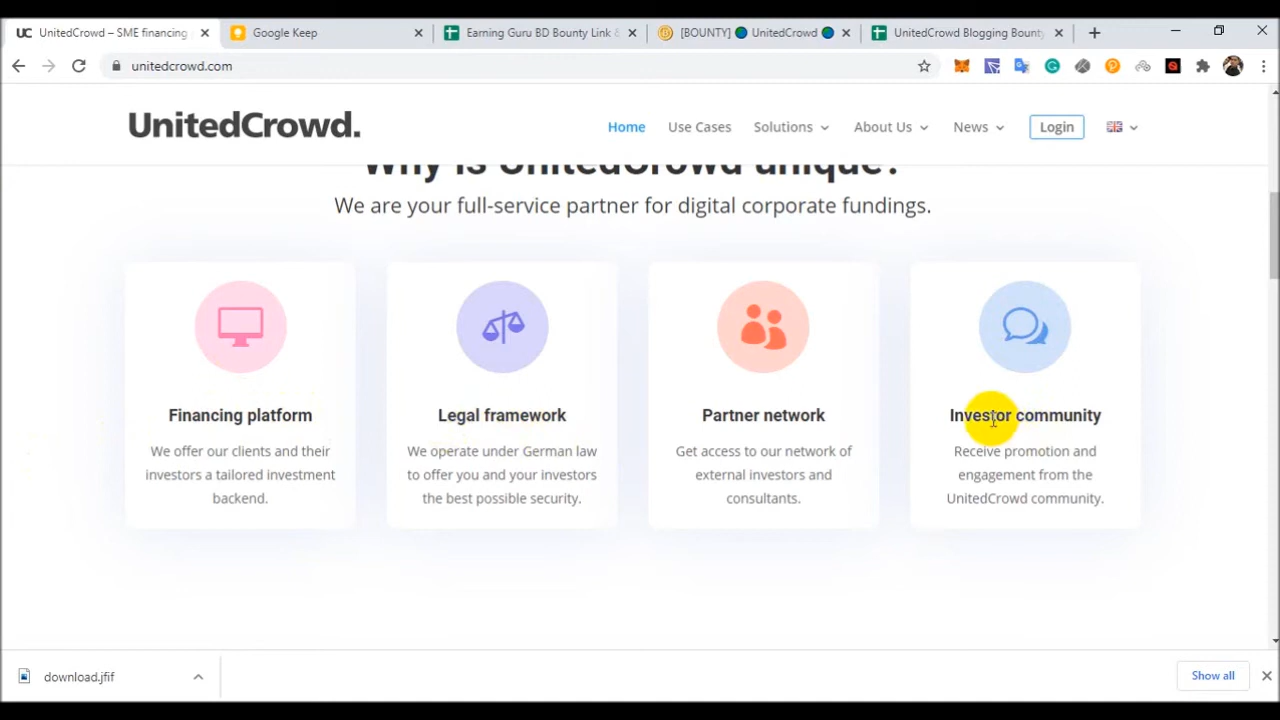 UnitedCrowd – SME financing
Google Keep
Earning Guru BD Bounty Link &
[BOUNTY] 🔵 UnitedCrowd 🔵
UnitedCrowd Blogging Bounty
unitedcrowd.com
UnitedCrowd.
Home
Use Cases
Solutions
About Us
News
Login
Why is UnitedCrowd unique?
We are your full-service partner for digital corporate fundings.
Financing platform
We offer our clients and their
investors a tailored investment
backend.
Legal framework
We operate under German law
to offer you and your investors
the best possible security.
Partner network
Get access to our network of
external investors and
consultants.
Investor community
Receive promotion and
engagement from the
UnitedCrowd community.
download.jfif
Show all